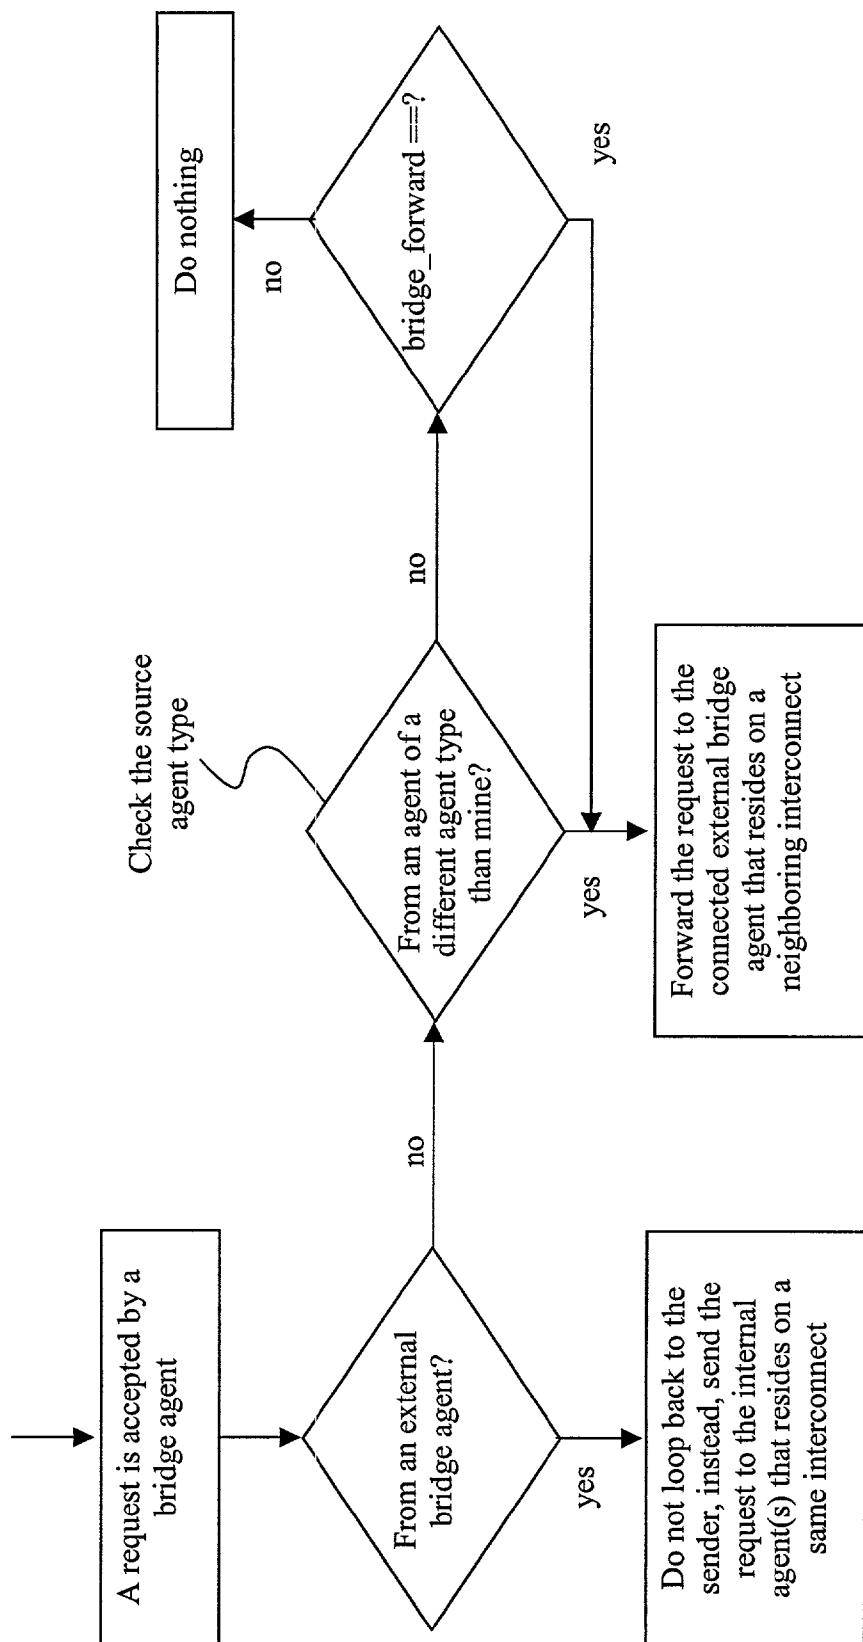 A request is accepted by a
bridge agent
From an external
bridge agent?
yes
no
Do not loop back to the
sender, instead, send the
request to the internal
agent(s) that resides on a
same interconnect
Check the source
agent type
From an agent of a
different agent type
than mine?
yes
no
Forward the request to the
connected external bridge
agent that resides on a
neighboring interconnect
bridge_forward ==?
no
yes
Do nothing